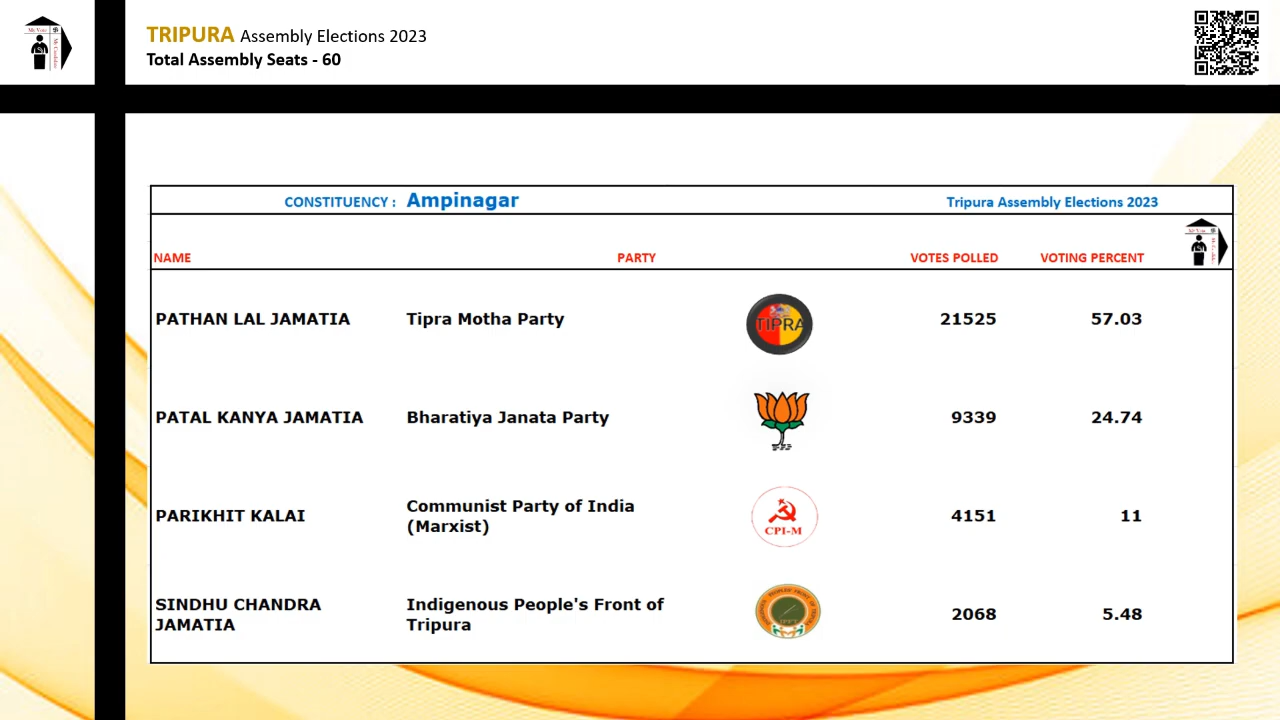 Mr. Vote
TRIPURA Assembly Elections 2023
Total Assembly Seats - 60
CONSTITUENCY : Ampinagar Tripura Assembly Elections 2023
NAME PARTY VOTES POLLED VOTING PERCENT
PATHAN LAL JAMATIA Tipra Motha Party TIPRA 21525 57.03
PATAL KANYA JAMATIA Bharatiya Janata Party 9339 24.74
PARIKHIT KALAI Communist Party of India
(Marxist) CPI-M 4151 11
SINDHU CHANDRA
JAMATIA Indigenous People's Front of
Tripura 2068 5.48